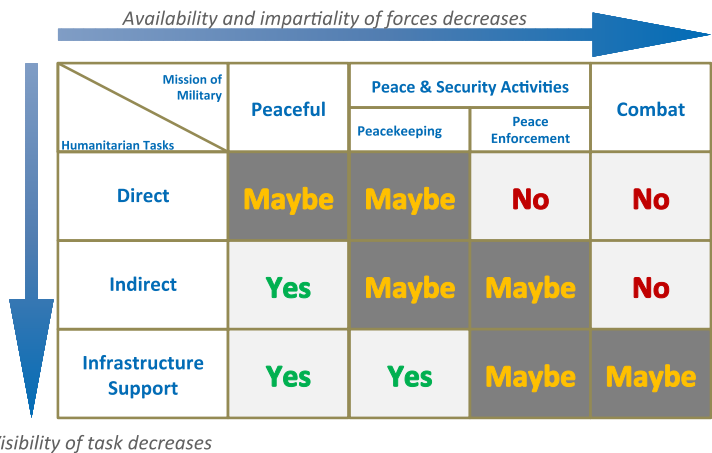 Availability and impartiality of forces decreases
Mission of
Military
Humanitarian Tasks
Peaceful
Peace & Security Activities
Peacekeeping
Peace
Enforcement
Combat
Direct
Maybe
Maybe
No
No
Indirect
Yes
Maybe
Maybe
No
Infrastructure
Support
Yes
Yes
Maybe
Maybe
isibility of task decreases